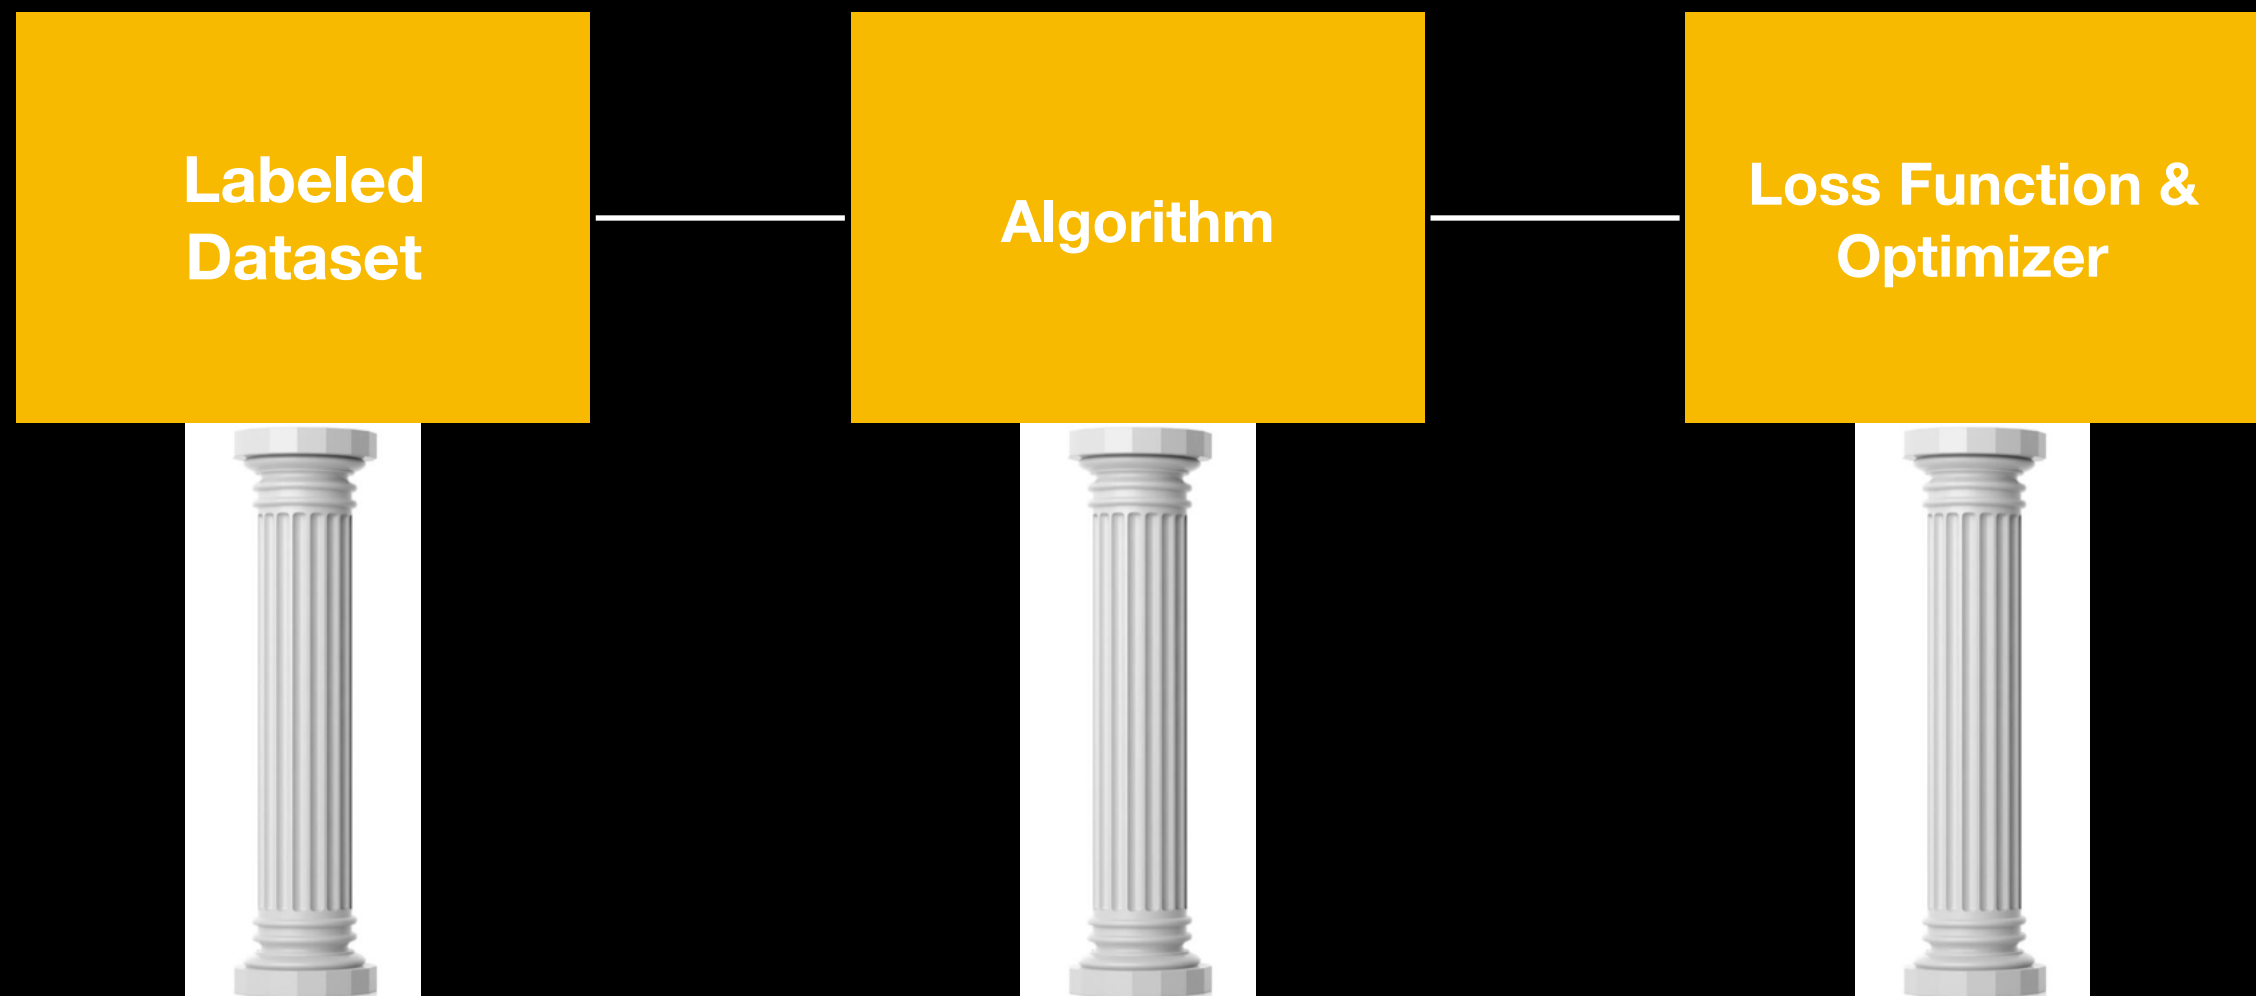 Labeled
Dataset
Algorithm
Loss Function &
Optimizer